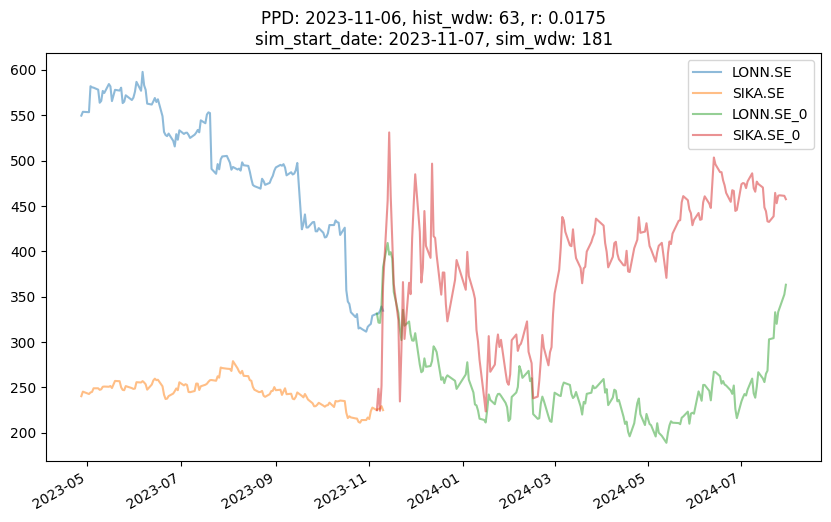 PPD: 2023-11-06, hist_wdw: 63, r: 0.0175
sim_start_date: 2023-11-07, sim_wdw: 181
LONN.SE
SIKA.SE
LONN.SE_0
SIKA.SE_0
600
550
500
450
400
350
300
250
200
2023-05
2023-07
2023-09
2023-11
2024-01
2024-03
2024-05
2024-07